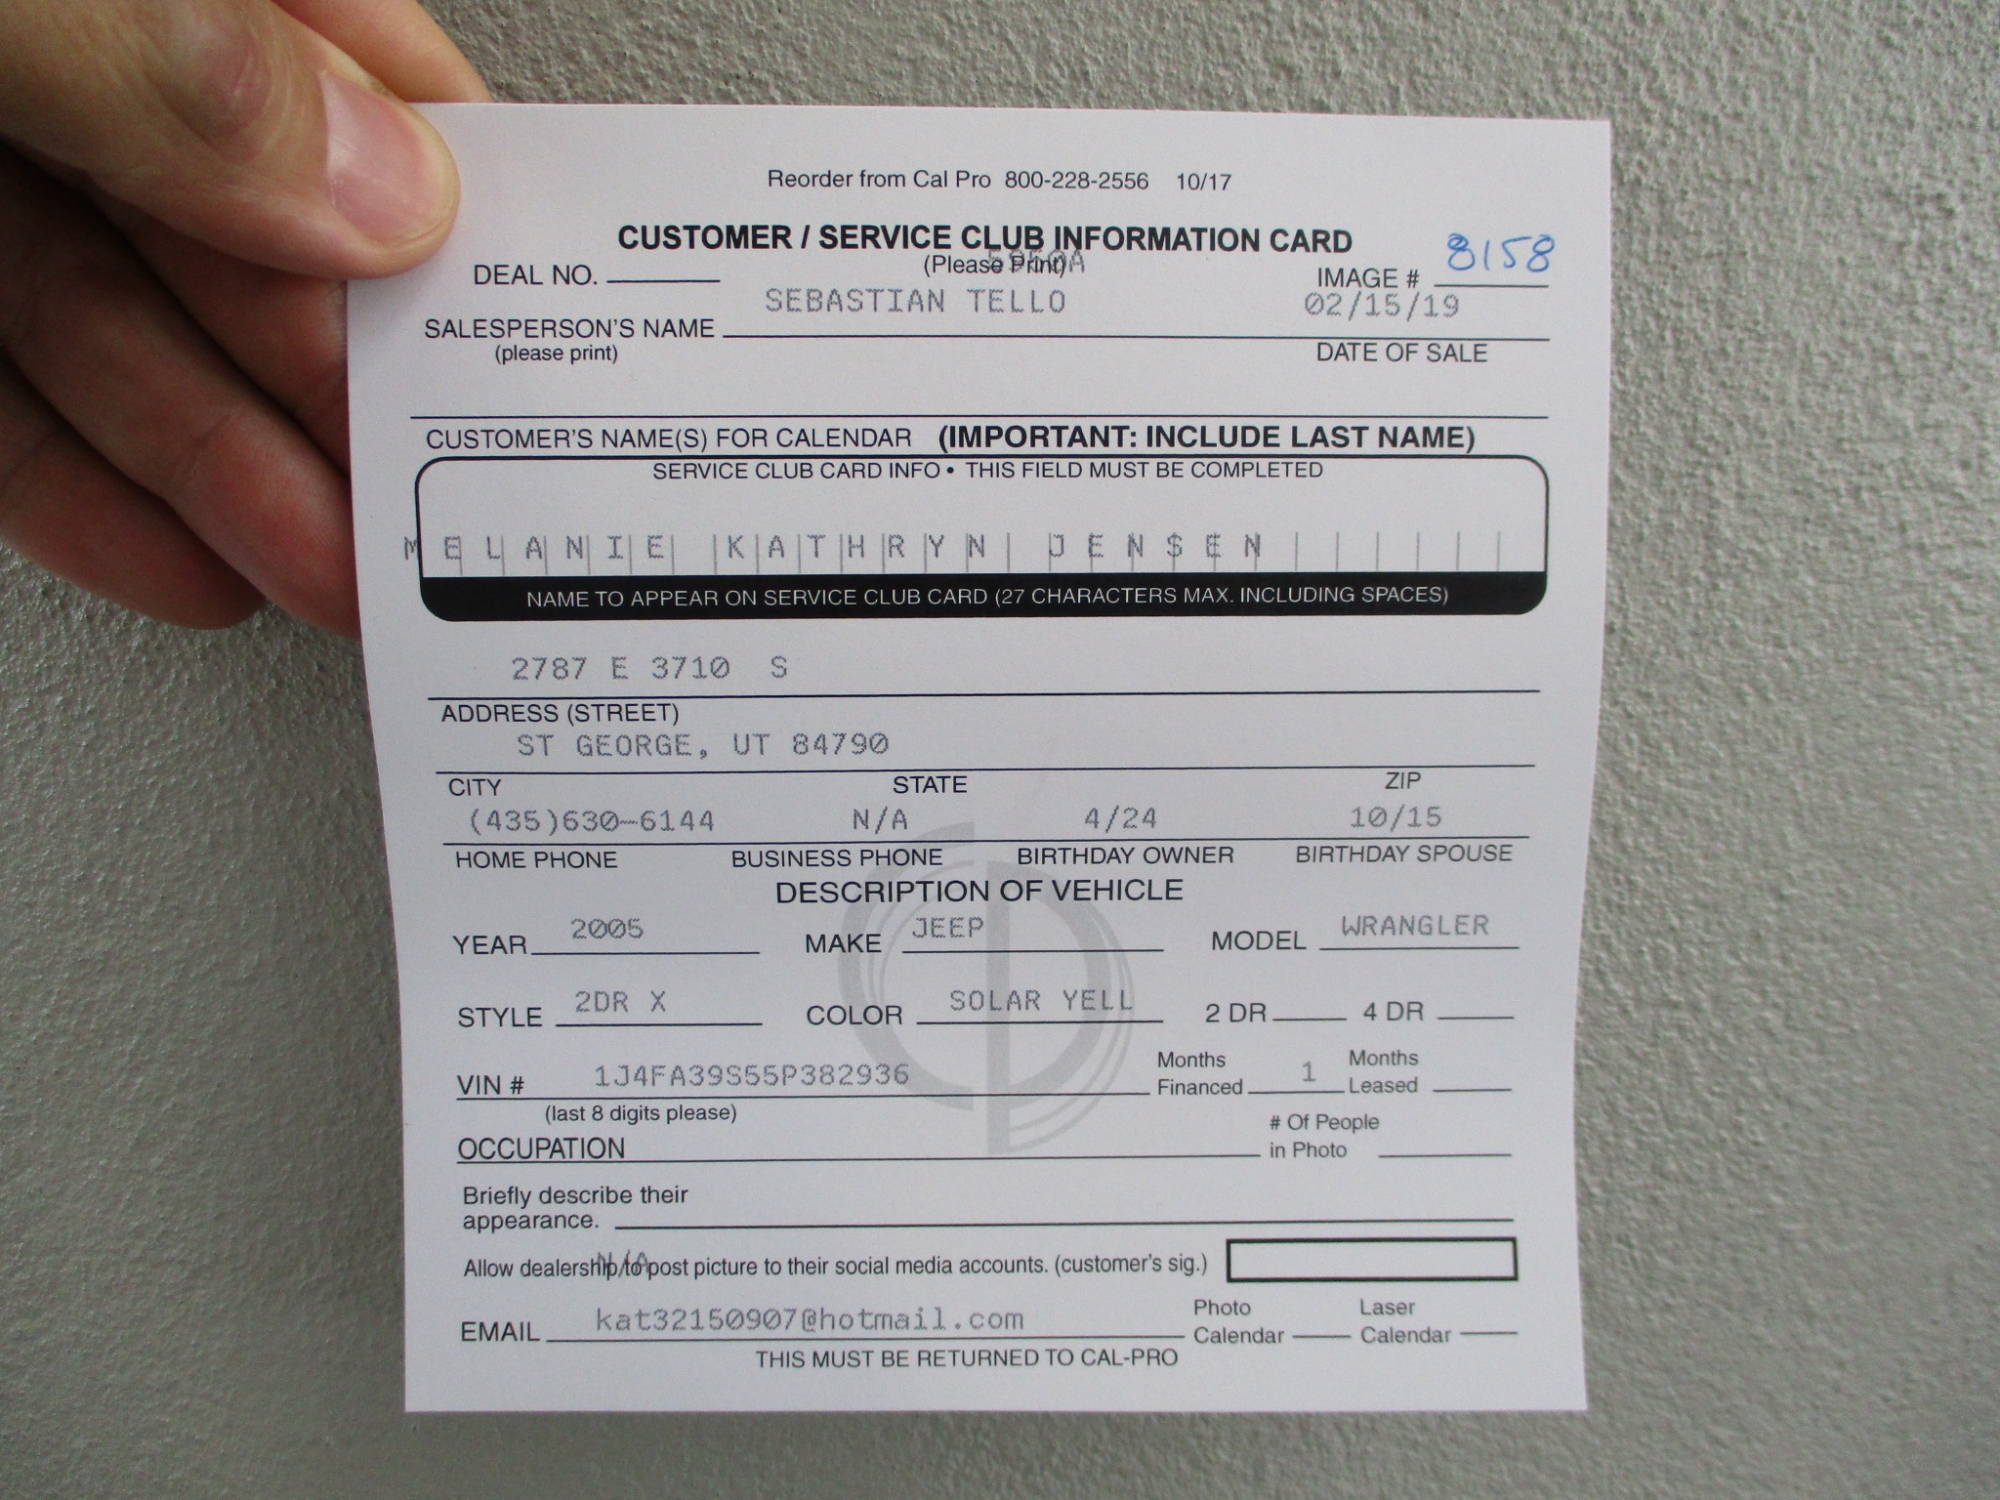 Reorder from Cal Pro 800-228-2556 10/17
CUSTOMER / SERVICE CLUB INFORMATION CARD
(Please Print)
DEAL NO. IMAGE # 8158
SEBASTIAN TELLO 02/15/19
SALESPERSON'S NAME
(please print) DATE OF SALE
CUSTOMER'S NAME(S) FOR CALENDAR (IMPORTANT: INCLUDE LAST NAME)
SERVICE CLUB CARD INFO • THIS FIELD MUST BE COMPLETED
MELANIE KATHRYN JENSEN
NAME TO APPEAR ON SERVICE CLUB CARD (27 CHARACTERS MAX. INCLUDING SPACES)
2787 E 3710 S
ADDRESS (STREET)
ST GEORGE, UT 84790
CITY STATE ZIP
(435)630-6144 N/A 4/24 10/15
HOME PHONE BUSINESS PHONE BIRTHDAY OWNER BIRTHDAY SPOUSE
DESCRIPTION OF VEHICLE
YEAR 2005 MAKE JEEP MODEL WRANGLER
STYLE 2DR X COLOR SOLAR YELL 2 DR 4 DR
VIN # 1J4FA39S55P382936 Months Financed 1 Months Leased
(last 8 digits please)
OCCUPATION # Of People in Photo
Briefly describe their
appearance.
N/A
Allow dealership to post picture to their social media accounts. (customer's sig.)
EMAIL kat32150907@hotmail.com Photo Calendar Laser Calendar
THIS MUST BE RETURNED TO CAL-PRO